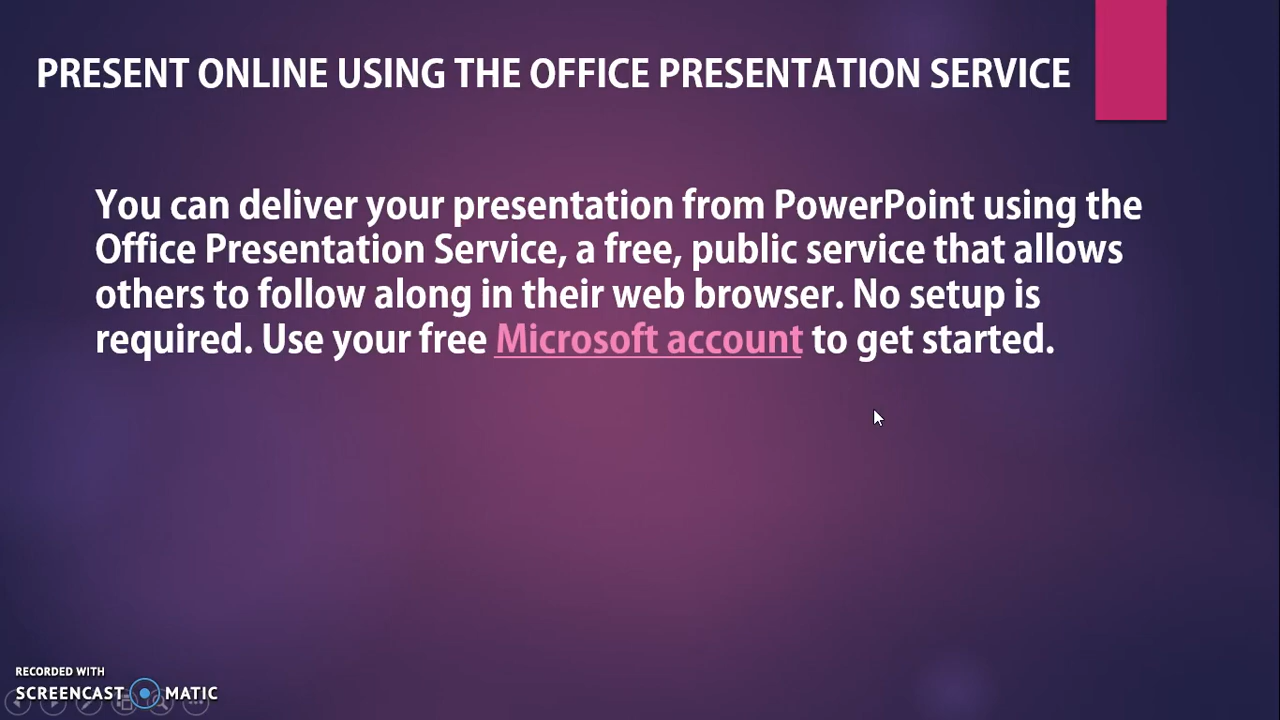 PRESENT ONLINE USING THE OFFICE PRESENTATION SERVICE
You can deliver your presentation from PowerPoint using the
Office Presentation Service, a free, public service that allows
others to follow along in their web browser. No setup is
required. Use your free Microsoft account to get started.
RECORDED WITH
SCREENCAST MATIC